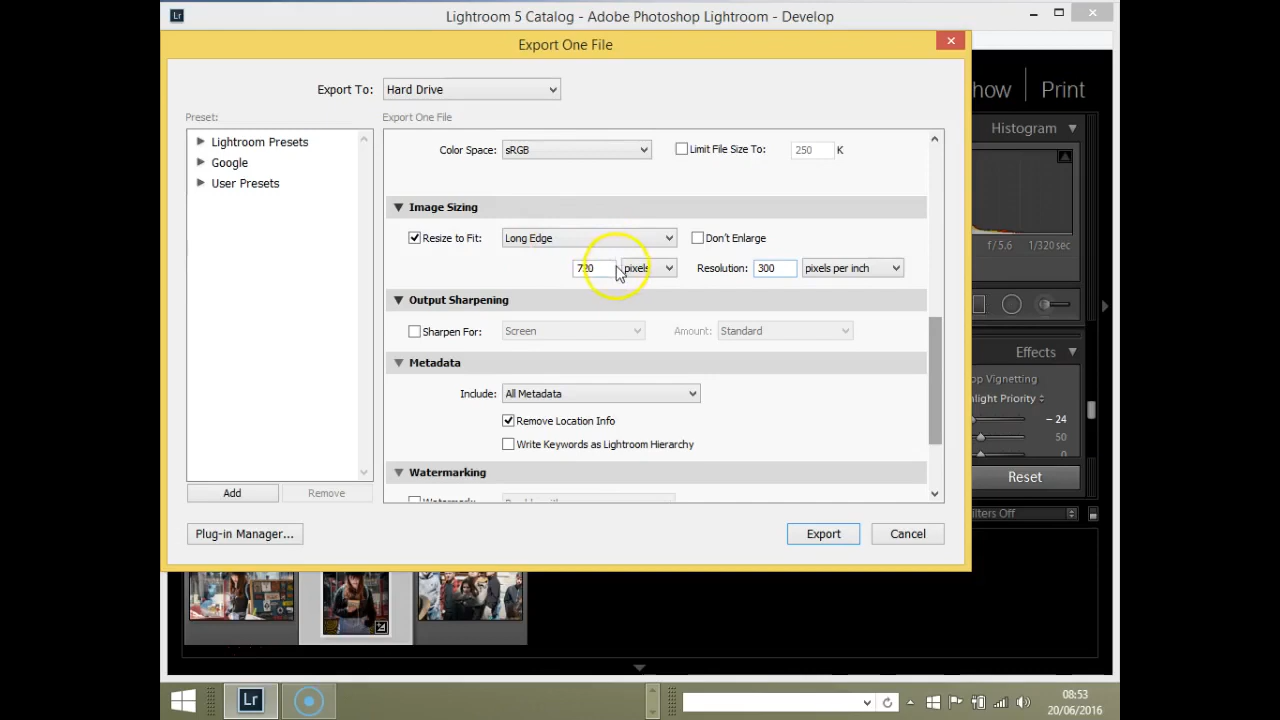 Lr Lightroom 5 Catalog - Adobe Photoshop Lightroom - Develop
Export One File
Export To: Hard Drive
Preset: Export One File
Lightroom Presets
Google
User Presets
Add Remove
Plug-in Manager...
Color Space: sRGB Limit File Size To: 250 K
Image Sizing
Resize to Fit: Long Edge Don't Enlarge
720 pixels Resolution: 300 pixels per inch
Output Sharpening
Sharpen For: Screen Amount: Standard
Metadata
Include: All Metadata
Remove Location Info
Write Keywords as Lightroom Hierarchy
Watermarking
Export Cancel
how Print
Histogram
f/5.6 1/320 sec
Effects
op Vignetting
hlight Priority
- 24
50
0
Reset
ilters Off
Lr
08:53
20/06/2016